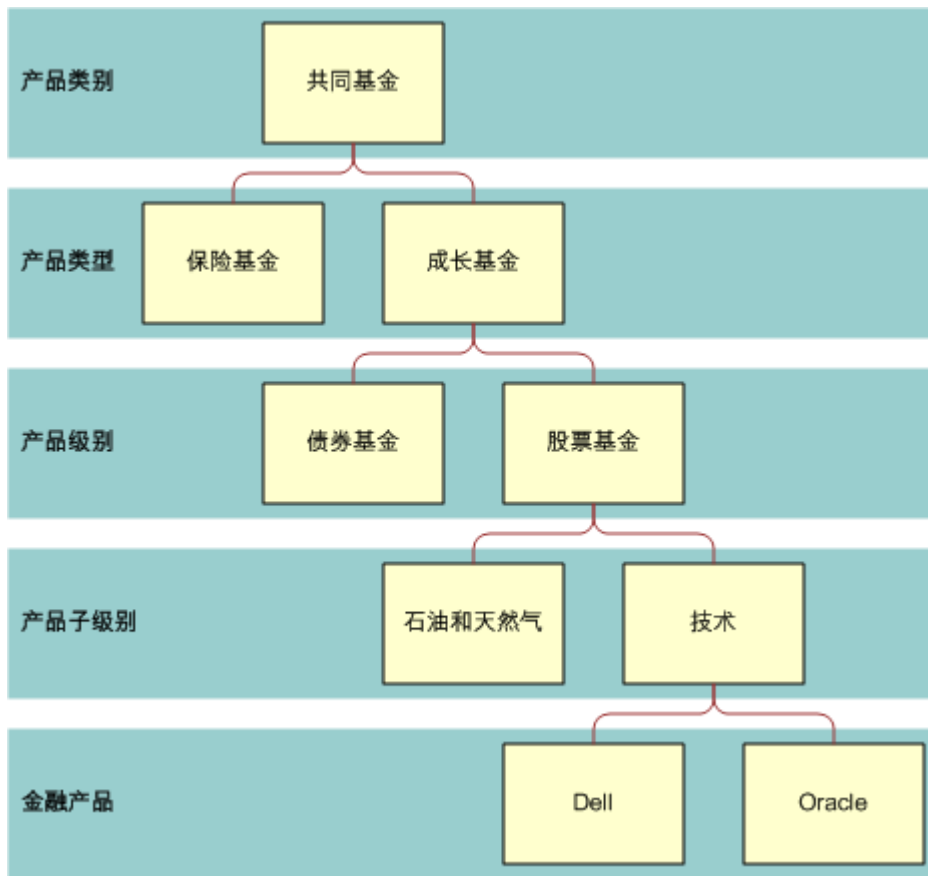 产品类别
共同基金
产品类型
保险基金
成长基金
产品级别
债券基金
股票基金
产品子级别
石油和天然气
技术
金融产品
Dell
Oracle